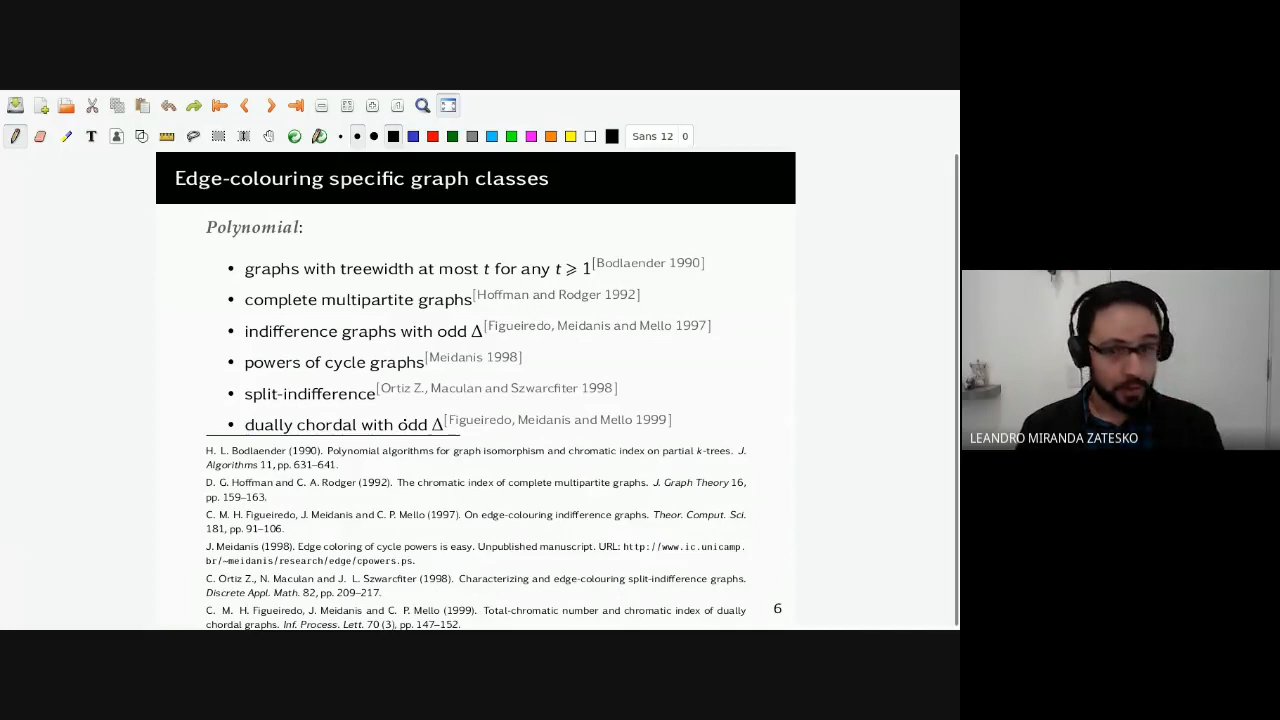 Sans 12 0
Edge-colouring specific graph classes
Polynomial:
• graphs with treewidth at most t for any t ⩾ 1[Bodlaender 1990]
• complete multipartite graphs[Hoffman and Rodger 1992]
• indifference graphs with odd Δ[Figueiredo, Meidanis and Mello 1997]
• powers of cycle graphs[Meidanis 1998]
• split-indifference[Ortiz Z., Maculan and Szwarcfiter 1998]
• dually chordal with odd Δ[Figueiredo, Meidanis and Mello 1999]
H. L. Bodlaender (1990). Polynomial algorithms for graph isomorphism and chromatic index on partial k-trees. J.
Algorithms 11, pp. 631–641.
D. G. Hoffman and C. A. Rodger (1992). The chromatic index of complete multipartite graphs. J. Graph Theory 16,
pp. 159–163.
C. M. H. Figueiredo, J. Meidanis and C. P. Mello (1997). On edge-colouring indifference graphs. Theor. Comput. Sci.
181, pp. 91–106.
J. Meidanis (1998). Edge coloring of cycle powers is easy. Unpublished manuscript. URL: http://www.ic.unicamp.
br/~meidanis/research/edge/cpowers.ps.
C. Ortiz Z., N. Maculan and J. L. Szwarcfiter (1998). Characterizing and edge-colouring split-indifference graphs.
Discrete Appl. Math. 82, pp. 209–217.
C. M. H. Figueiredo, J. Meidanis and C. P. Mello (1999). Total-chromatic number and chromatic index of dually
chordal graphs. Inf. Process. Lett. 70 (3), pp. 147–152.
6
LEANDRO MIRANDA ZATESKO